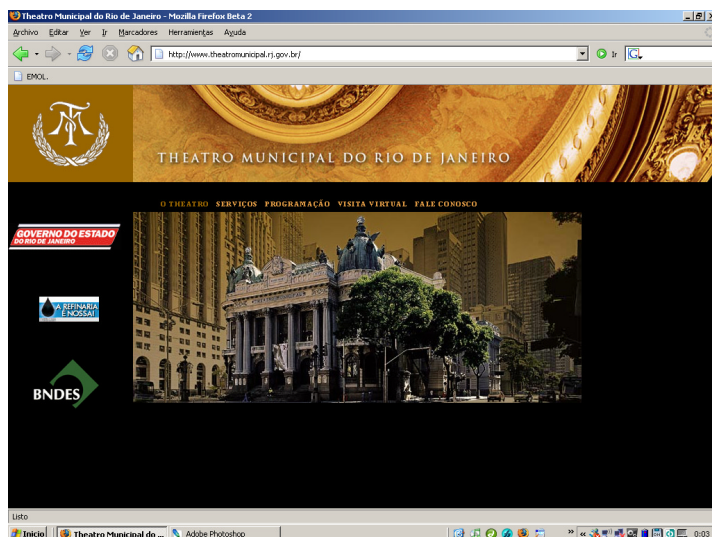 Theatro Municipal do Rio de Janeiro - Mozilla Firefox Beta 2
Archivo Editar Ver Ir Marcadores Herramientas Ayuda
http://www.theatromunicipal.rj.gov.br/
Ir
G
EMOL.
TM
THEATRO MUNICIPAL DO RIO DE JANEIRO
O THEATRO SERVIÇOS PROGRAMAÇÃO VISITA VIRTUAL FALE CONOSCO
GOVERNO DO ESTADO
DO RIO DE JANEIRO
A REFINARIA
É NOSSA!
BNDES
Listo
Inicio Theatro Municipal do ... Adobe Photoshop » « 0:03